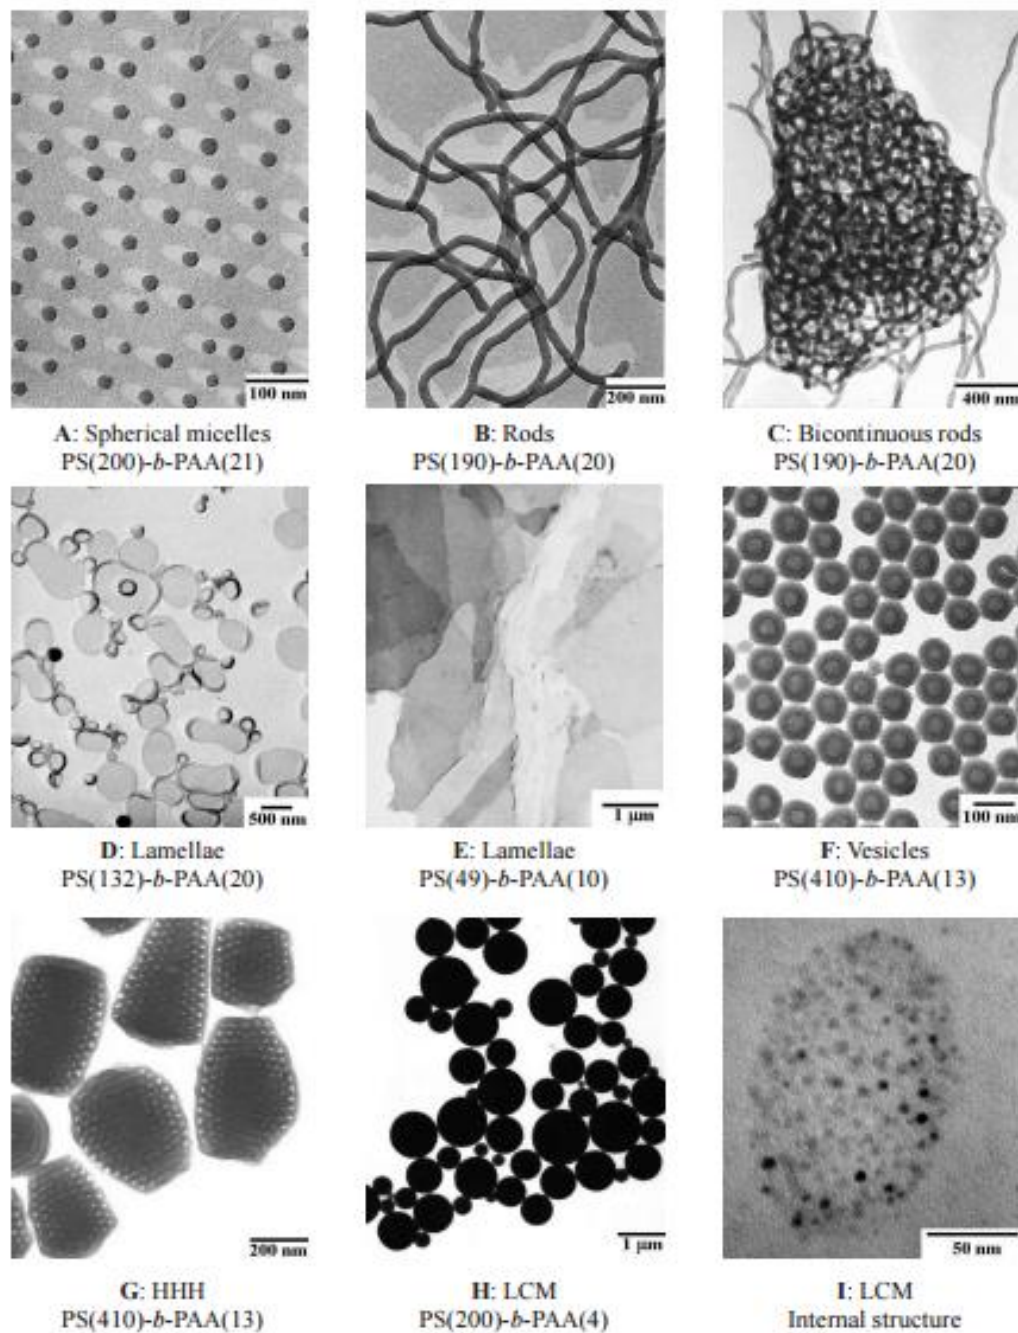 100 nm
200 nm
400 nm
A: Spherical micelles
PS(200)-b-PAA(21)
B: Rods
PS(190)-b-PAA(20)
C: Bicontinuous rods
PS(190)-b-PAA(20)
500 nm
1 μm
100 nm
D: Lamellae
PS(132)-b-PAA(20)
E: Lamellae
PS(49)-b-PAA(10)
F: Vesicles
PS(410)-b-PAA(13)
200 nm
1 μm
50 nm
G: HHH
PS(410)-b-PAA(13)
H: LCM
PS(200)-b-PAA(4)
I: LCM
Internal structure